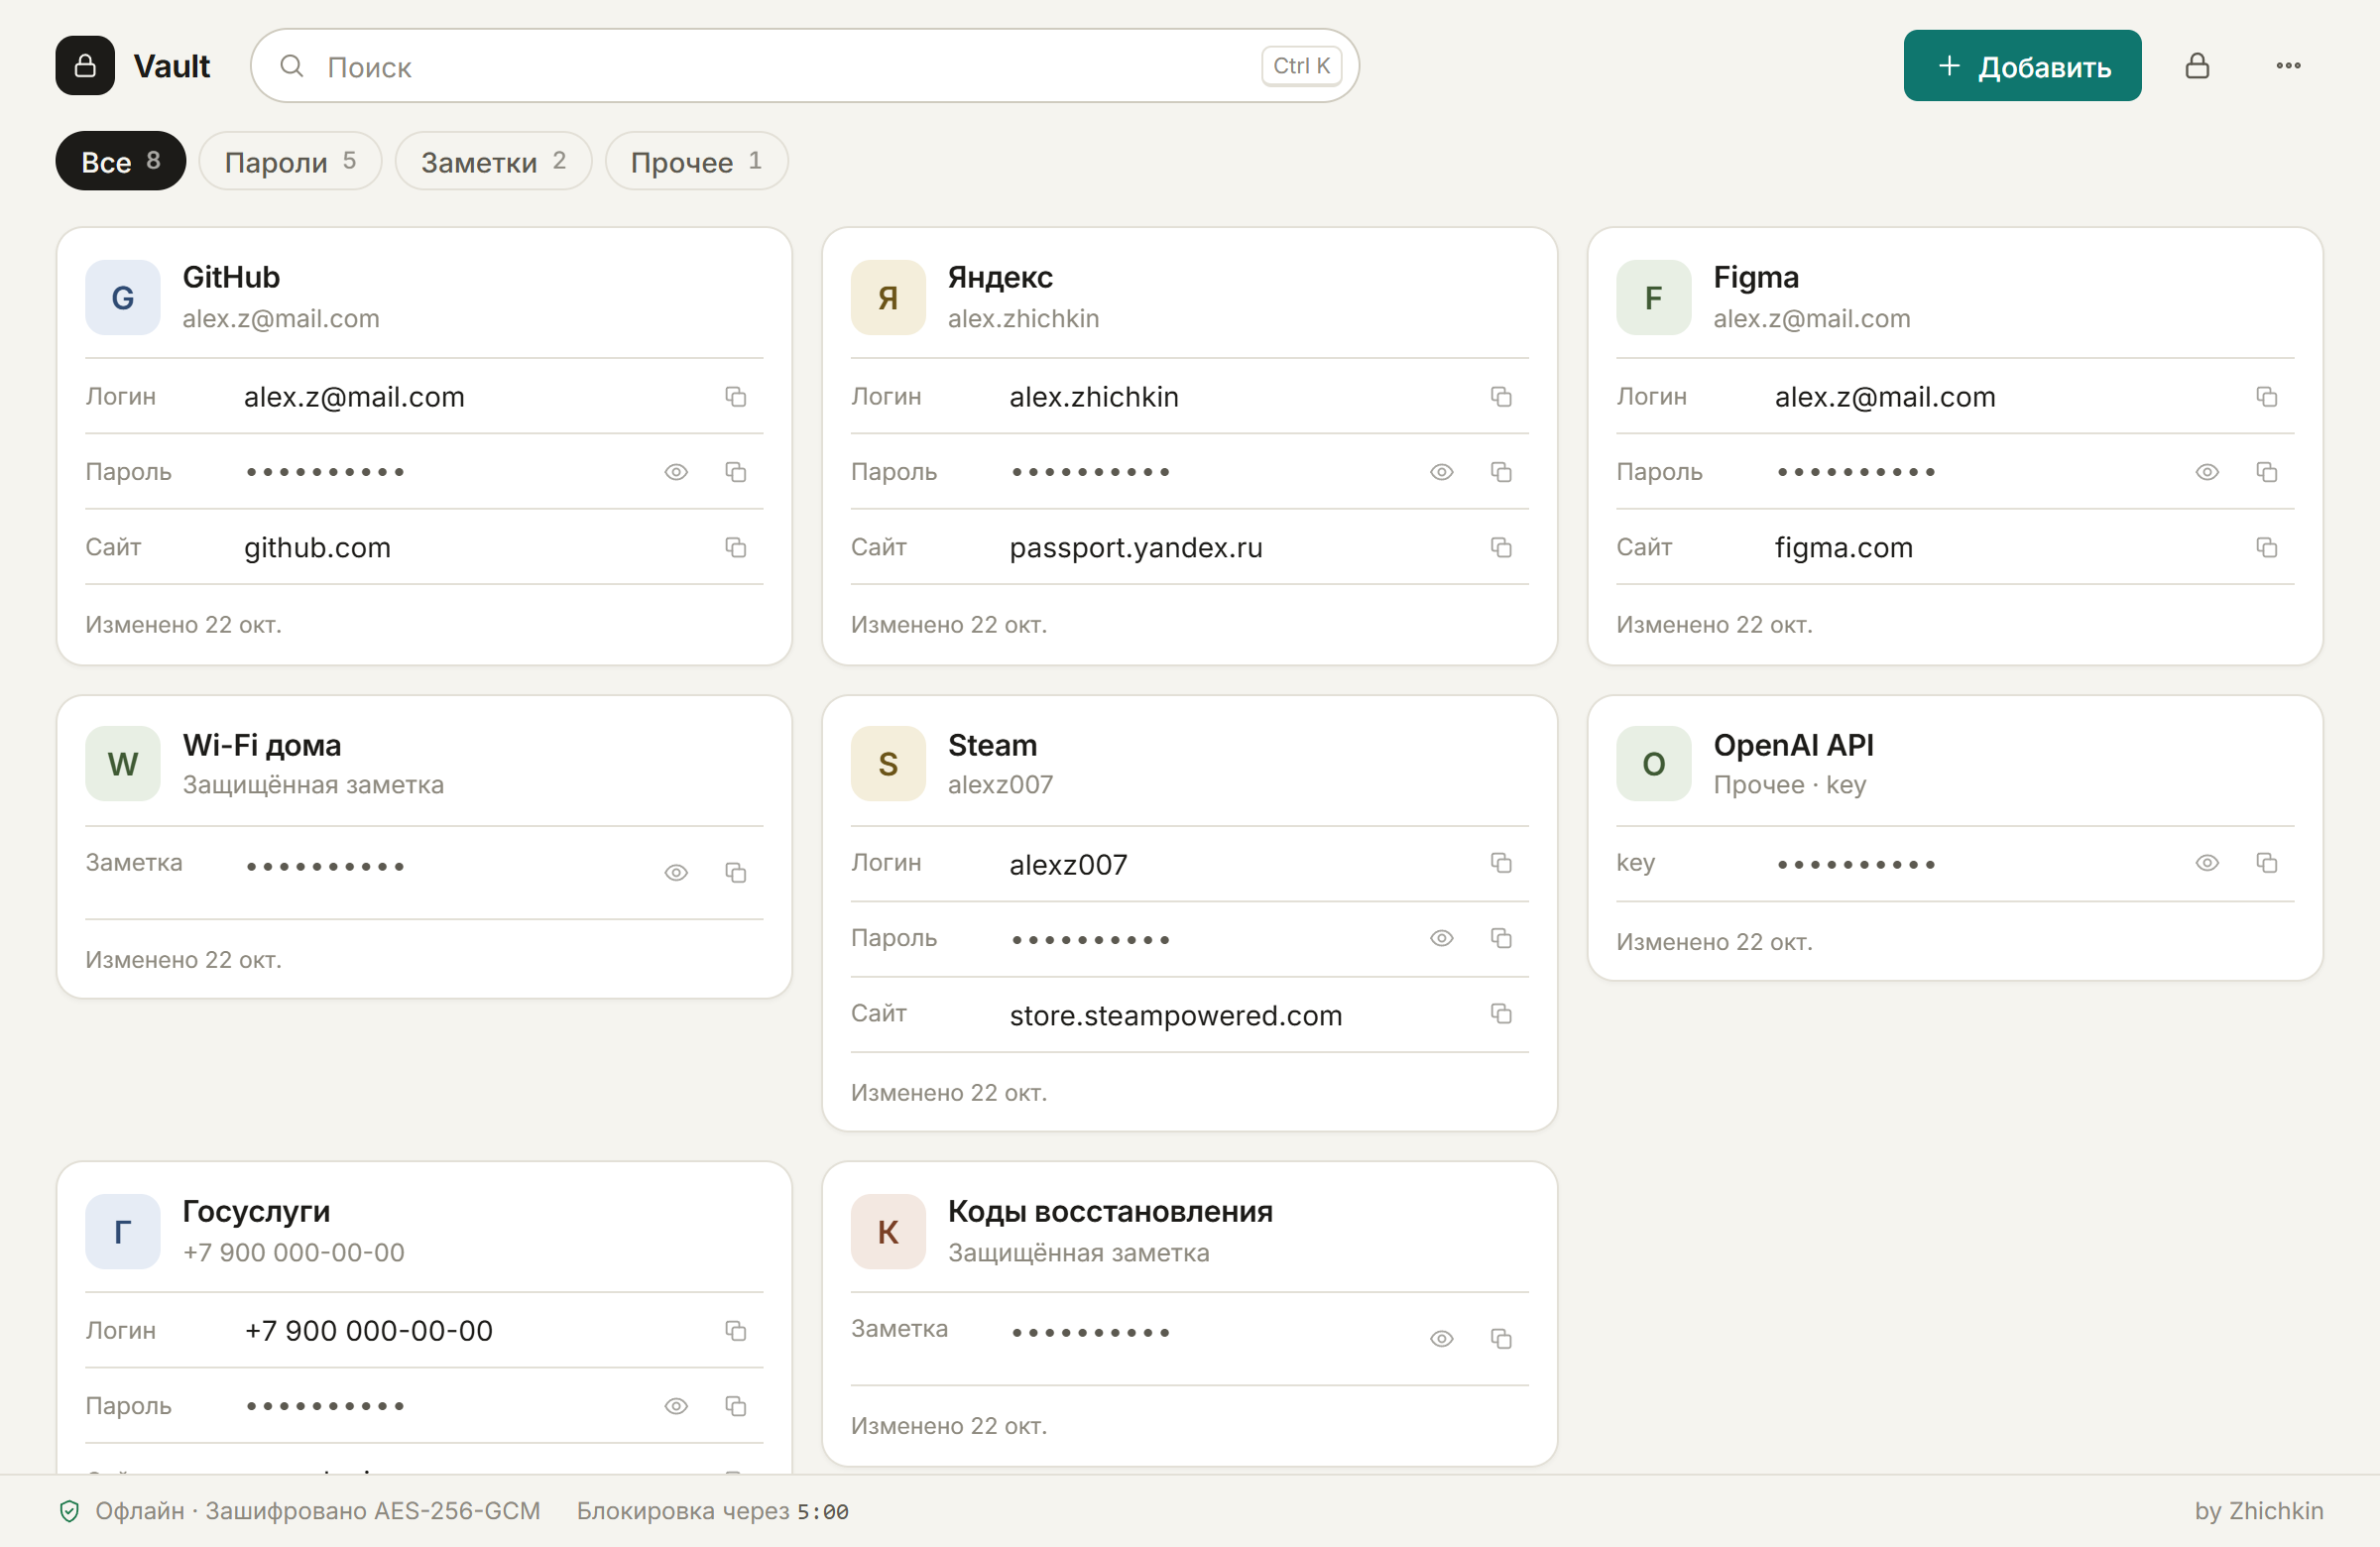 Vault
Поиск
Ctrl K
Добавить
Все 8
Пароли 5
Заметки 2
Прочее 1
G
GitHub
alex.z@mail.com
Логин alex.z@mail.com
Пароль ••••••••••
Сайт github.com
Изменено 22 окт.
Я
Яндекс
alex.zhichkin
Логин alex.zhichkin
Пароль ••••••••••
Сайт passport.yandex.ru
Изменено 22 окт.
F
Figma
alex.z@mail.com
Логин alex.z@mail.com
Пароль ••••••••••
Сайт figma.com
Изменено 22 окт.
W
Wi-Fi дома
Защищённая заметка
Заметка ••••••••••
Изменено 22 окт.
S
Steam
alexz007
Логин alexz007
Пароль ••••••••••
Сайт store.steampowered.com
Изменено 22 окт.
O
OpenAI API
Прочее · key
key ••••••••••
Изменено 22 окт.
Г
Госуслуги
+7 900 000-00-00
Логин +7 900 000-00-00
Пароль ••••••••••
К
Коды восстановления
Защищённая заметка
Заметка ••••••••••
Изменено 22 окт.
Офлайн · Зашифровано AES-256-GCM
Блокировка через 5:00
by Zhichkin